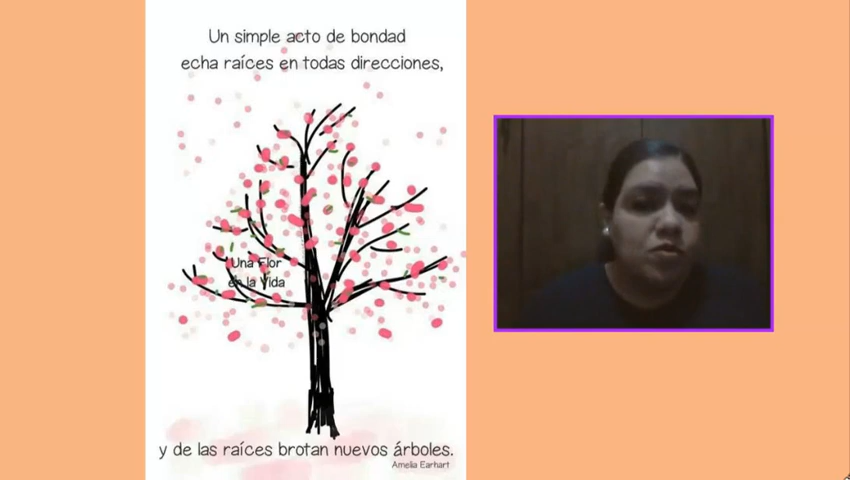 Un simple acto de bondad
echa raíces en todas direcciones,
Una Flor
en la Vida
y de las raíces brotan nuevos árboles.
Amelia Earhart